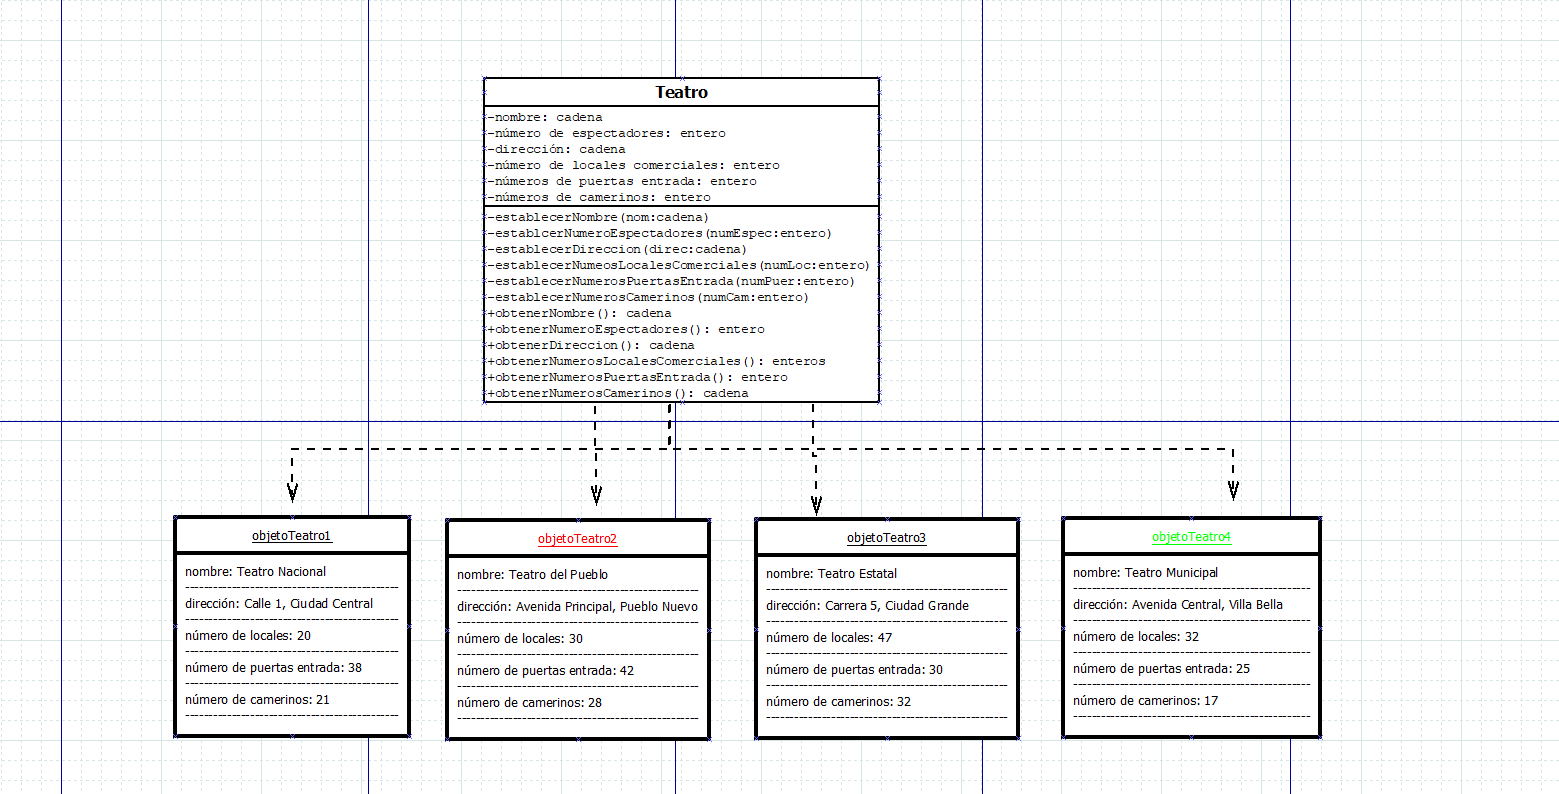 Teatro
-nombre: cadena
-número de espectadores: entero
-dirección: cadena
-número de locales comerciales: entero
-números de puertas entrada: entero
-números de camerinos: entero
-establecerNombre(nom:cadena)
-establcerNumeroEspectadores(numEspec:entero)
-establecerDireccion(direc:cadena)
-establecerNumeosLocalesComerciales(numLoc:entero)
-establecerNumerosPuertasEntrada(numPuer:entero)
-establecerNumerosCamerinos(numCam:entero)
+obtenerNombre(): cadena
+obtenerNumeroEspectadores(): entero
+obtenerDireccion(): cadena
+obtenerNumerosLocalesComerciales(): enteros
+obtenerNumerosPuertasEntrada(): entero
+obtenerNumerosCamerinos(): cadena
objetoTeatro1
nombre: Teatro Nacional
dirección: Calle 1, Ciudad Central
número de locales: 20
número de puertas entrada: 38
número de camerinos: 21
objetoTeatro2
nombre: Teatro del Pueblo
dirección: Avenida Principal, Pueblo Nuevo
número de locales: 30
número de puertas entrada: 42
número de camerinos: 28
objetoTeatro3
nombre: Teatro Estatal
dirección: Carrera 5, Ciudad Grande
número de locales: 47
número de puertas entrada: 30
número de camerinos: 32
objetoTeatro4
nombre: Teatro Municipal
dirección: Avenida Central, Villa Bella
número de locales: 32
número de puertas entrada: 25
número de camerinos: 17